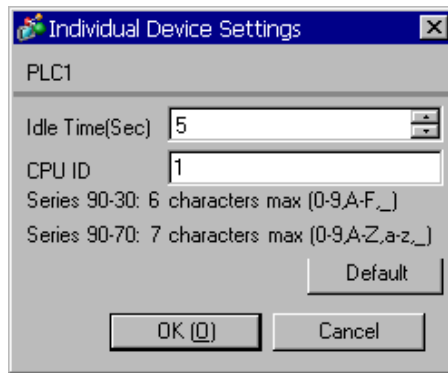 Individual Device Settings
PLC1
Idle Time(Sec) 5
CPU ID 1
Series 90-30: 6 characters max (0-9,A-F,_)
Series 90-70: 7 characters max (0-9,A-Z,a-z,_)
Default
OK (O) Cancel